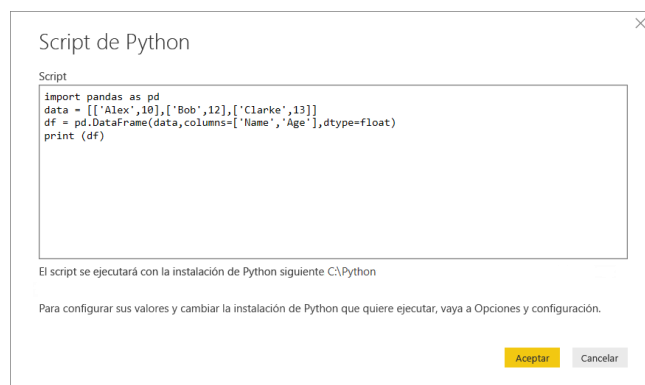 Script de Python
Script
import pandas as pd
data = [['Alex',10],['Bob',12],['Clarke',13]]
df = pd.DataFrame(data,columns=['Name','Age'],dtype=float)
print (df)
El script se ejecutará con la instalación de Python siguiente C:\Python
Para configurar sus valores y cambiar la instalación de Python que quiere ejecutar, vaya a Opciones y configuración.
Aceptar Cancelar